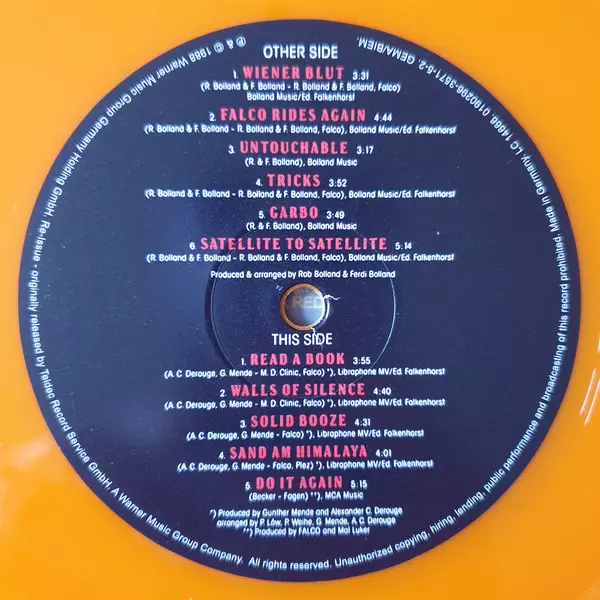 OTHER SIDE
1. WIENER BLUT 3:31
(R. Bolland & F. Bolland - R. Bolland & F. Bolland, Falco)
Bolland Music/Ed. Falkenhorst
2. FALCO RIDES AGAIN 4:44
(R. Bolland & F. Bolland - R. Bolland & F. Bolland, Falco), Bolland Music/Ed. Falkenhorst
3. UNTOUCHABLE 3:17
(R. & F. Bolland), Bolland Music
4. TRICKS 3:52
(R. Bolland & F. Bolland - R. Bolland & F. Bolland, Falco), Bolland Music/Ed. Falkenhorst
5. GARBO 3:49
(R. & F. Bolland), Bolland Music
6. SATELLITE TO SATELLITE 5:14
(R. Bolland & F. Bolland - R. Bolland & F. Bolland, Falco), Bolland Music/Ed. Falkenhorst
Produced & arranged by Rob Bolland & Ferdi Bolland
RED
THIS SIDE
1. READ A BOOK 3:55
(A. C. Derouge, G. Mende - M. D. Clinic, Falco) *), Libraphone MV/Ed. Falkenhorst
2. WALLS OF SILENCE 4:40
(A. C. Derouge, G. Mende - M. D. Clinic, Falco) *), Libraphone MV/Ed. Falkenhorst
3. SOLID BOOZE 4:31
(A. C. Derouge, G. Mende - Falco) *), Libraphone MV/Ed. Falkenhorst
4. SAND AM HIMALAYA 4:01
(A. C. Derouge, G. Mende - Falco, Plez) *), Libraphone MV/Ed. Falkenhorst
5. DO IT AGAIN 5:15
(Becker - Fagen) **), MCA Music
*) Produced by Gunther Mende and Alexander C. Derouge
arranged by P. Löw, P. Weihe, G. Mende, A. C. Derouge
**) Produced by FALCO and Mal Luker
℗ & © 1988 Warner Music Group Germany Holding GmbH. Re-Issue - originally released by Teldec Record Service GmbH. A Warner Music Group Company. All rights reserved. Unauthorized copying, hiring, lending, public performance and broadcasting of this record prohibited. Made in Germany. LC 14666. 0190296-3571-5-2. GEMA/BIEM.